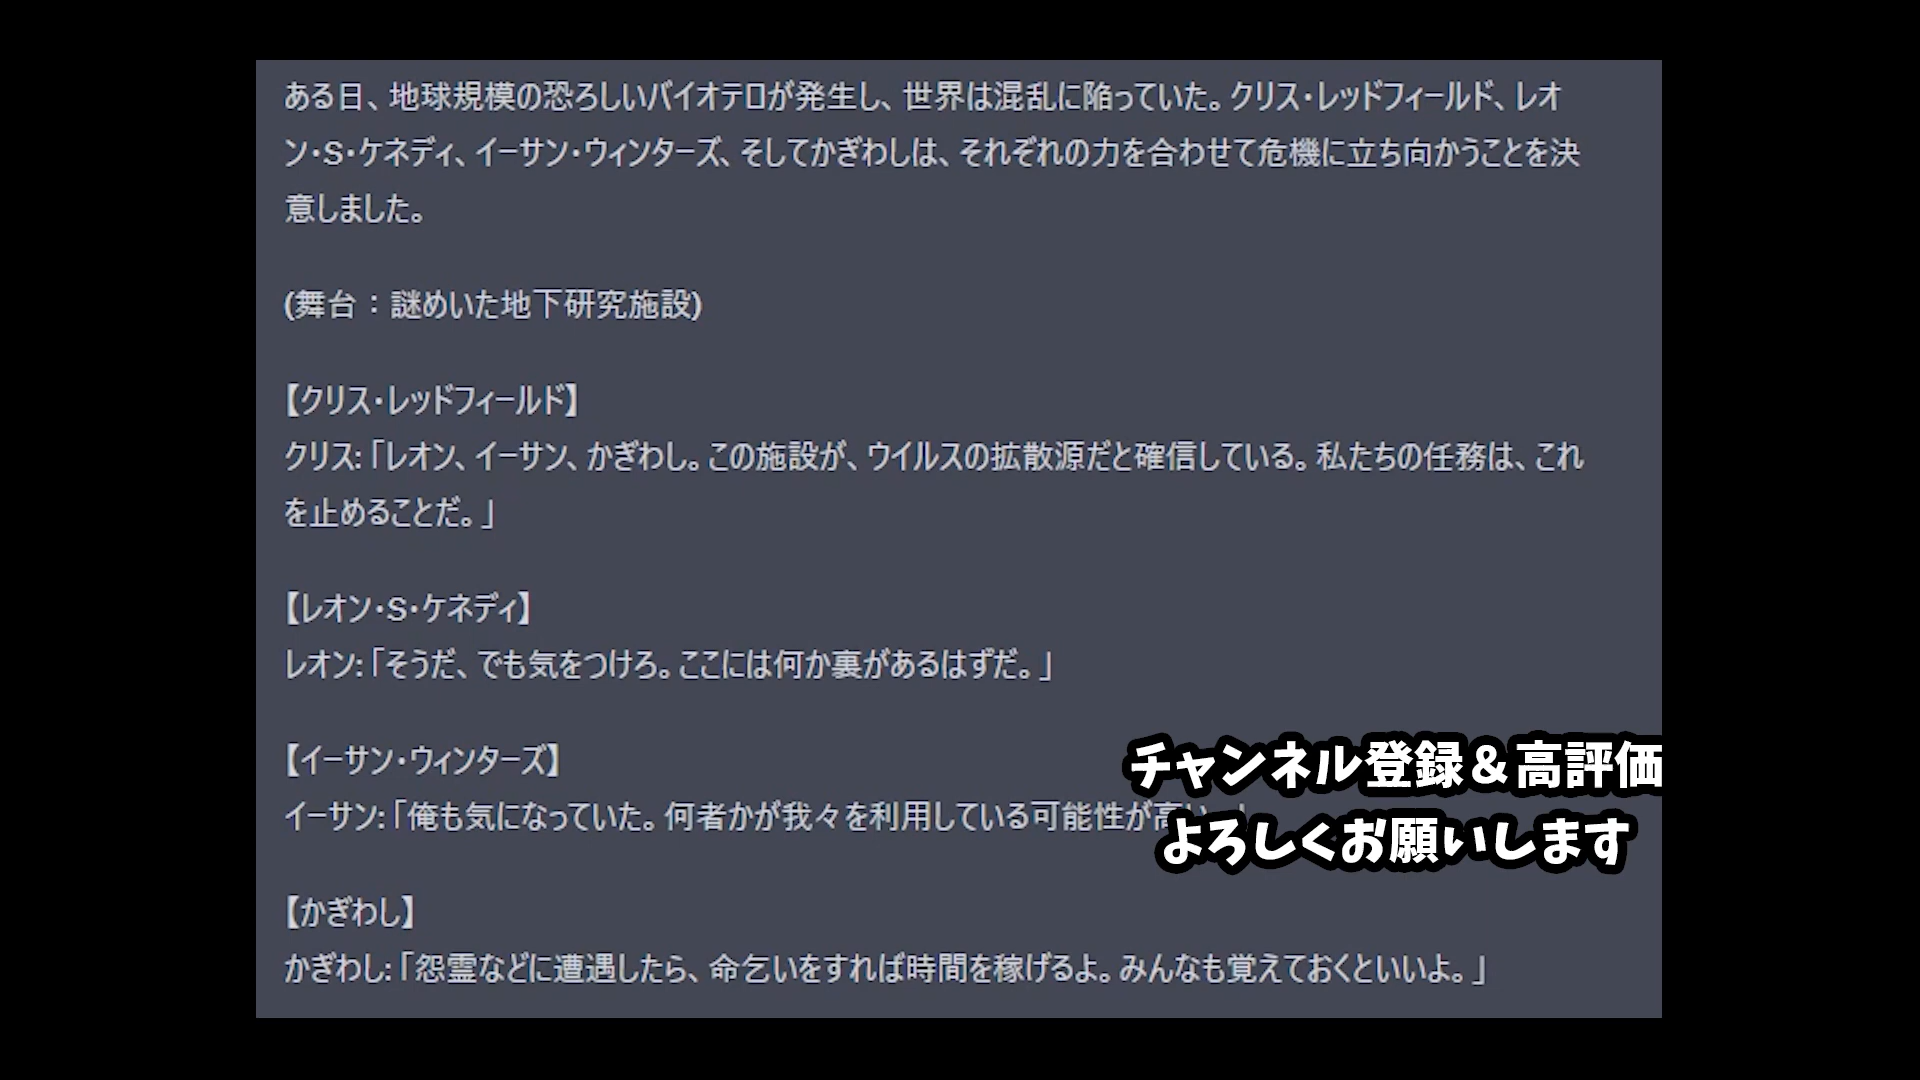 ある日、地球規模の恐ろしいバイオテロが発生し、世界は混乱に陥っていた。クリス・レッドフィールド、レオ
ン・S・ケネディ、イーサン・ウィンターズ、そしてかぎわしは、それぞれの力を合わせて危機に立ち向かうことを決
意しました。
(舞台：謎めいた地下研究施設)
【クリス・レッドフィールド】
クリス:「レオン、イーサン、かぎわし。この施設が、ウイルスの拡散源だと確信している。私たちの任務は、これ
を止めることだ。」
【レオン・S・ケネディ】
レオン:「そうだ、でも気をつけろ。ここには何か裏があるはずだ。」
【イーサン・ウィンターズ】
イーサン:「俺も気になっていた。何者かが我々を利用している可能性が高い。」
チャンネル登録＆高評価
よろしくお願いします
【かぎわし】
かぎわし:「怨霊などに遭遇したら、命乞いをすれば時間を稼げるよ。みんなも覚えておくといいよ。」